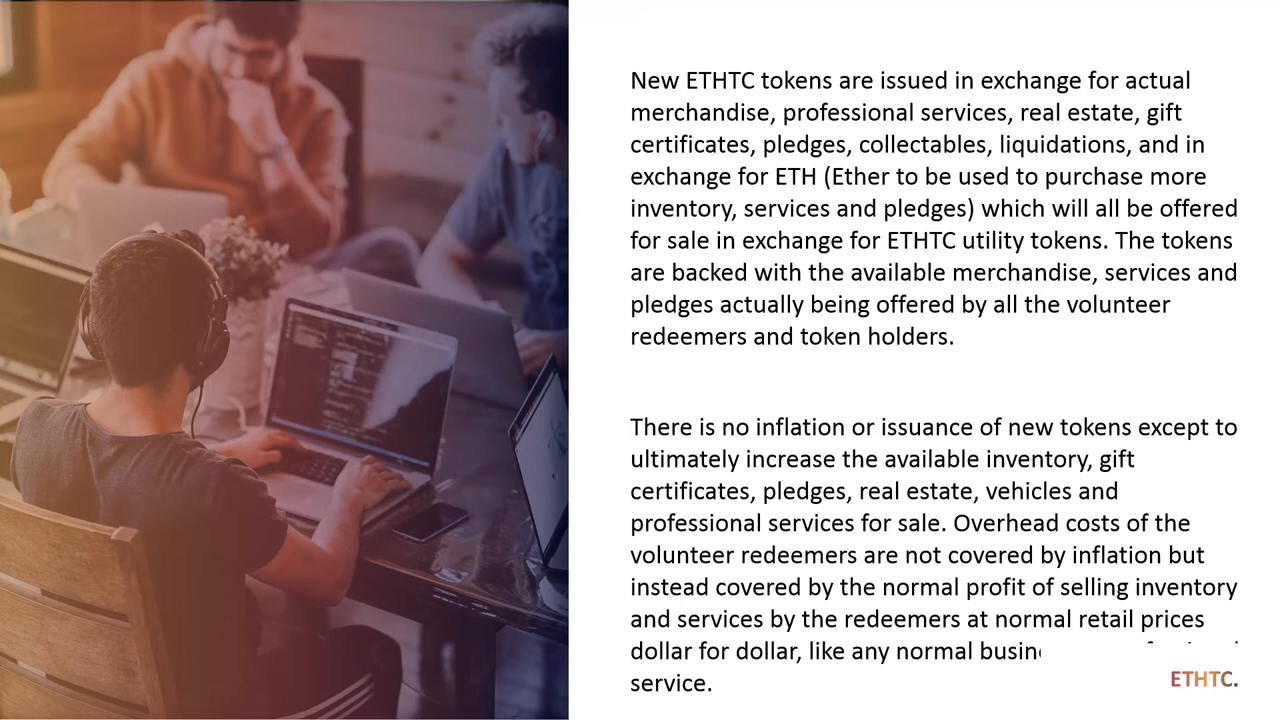 New ETHTC tokens are issued in exchange for actual
merchandise, professional services, real estate, gift
certificates, pledges, collectables, liquidations, and in
exchange for ETH (Ether to be used to purchase more
inventory, services and pledges) which will all be offered
for sale in exchange for ETHTC utility tokens. The tokens
are backed with the available merchandise, services and
pledges actually being offered by all the volunteer
redeemers and token holders.
There is no inflation or issuance of new tokens except to
ultimately increase the available inventory, gift
certificates, pledges, real estate, vehicles and
professional services for sale. Overhead costs of the
volunteer redeemers are not covered by inflation but
instead covered by the normal profit of selling inventory
and services by the redeemers at normal retail prices
dollar for dollar, like any normal
service.
ETHTC.